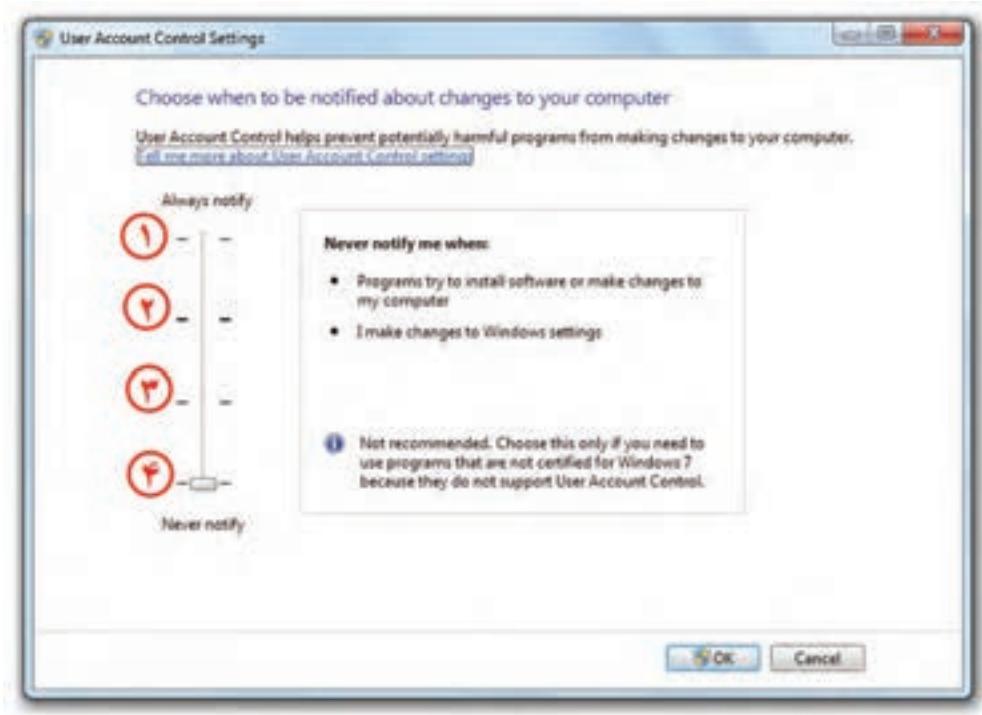 User Account Control Settings
Choose when to be notified about changes to your computer
User Account Control helps prevent potentially harmful programs from making changes to your computer.
Tell me more about User Account Control settings
Always notify
۱
۲
۳
۴
Never notify
Never notify me when:
• Programs try to install software or make changes to
my computer
• I make changes to Windows settings
Not recommended. Choose this only if you need to
use programs that are not certified for Windows 7
because they do not support User Account Control.
OK
Cancel